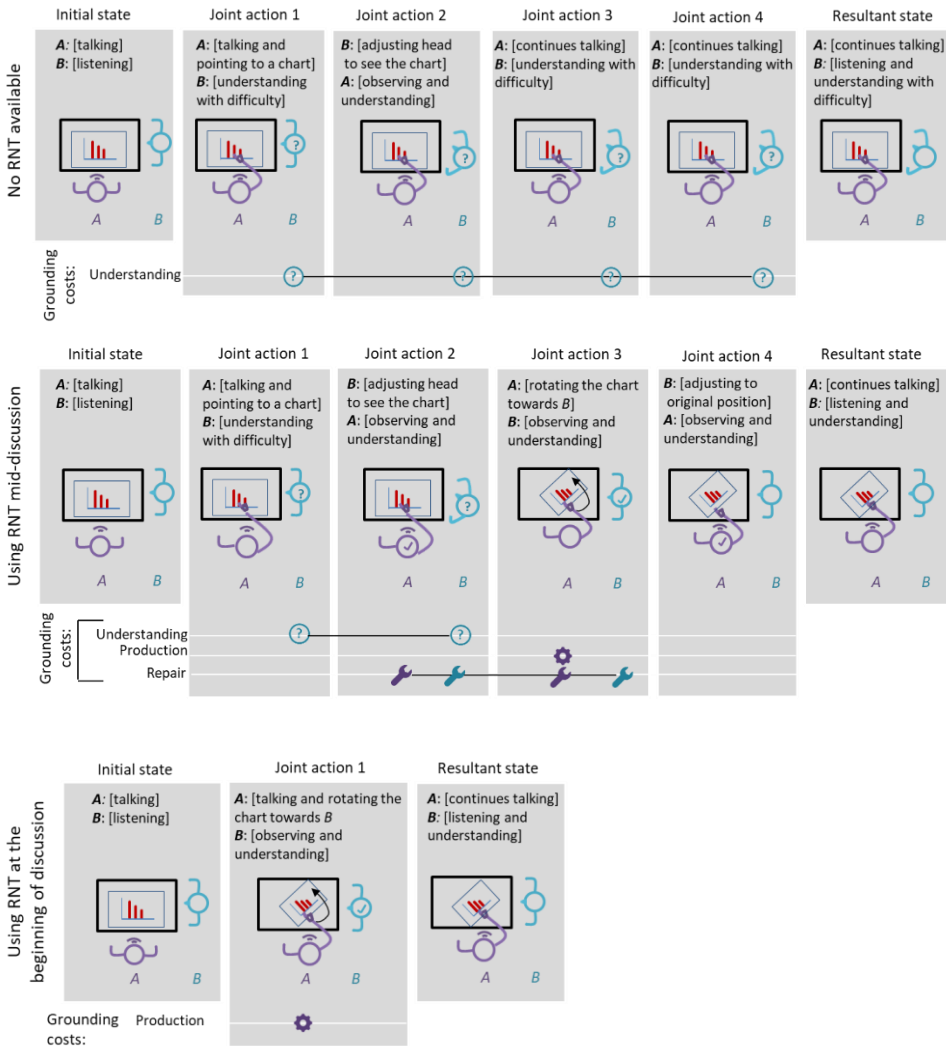 No RNT available
Initial state
Joint action 1
Joint action 2
Joint action 3
Joint action 4
Resultant state
A: [talking]
B: [listening]
A: [talking and
pointing to a chart]
B: [understanding
with difficulty]
B: [adjusting head
to see the chart]
A: [observing and
understanding]
A: [continues talking]
B: [understanding with
difficulty]
A: [continues talking]
B: [understanding with
difficulty]
A: [continues talking]
B: [listening and
understanding with
difficulty]
?
?
?
?
A
B
A
B
A
B
A
B
A
B
A
B
Grounding
costs:
Understanding
?
?
?
?
Using RNT mid-discussion
Initial state
Joint action 1
Joint action 2
Joint action 3
Joint action 4
Resultant state
A: [talking]
B: [listening]
A: [talking and
pointing to a chart]
B: [understanding
with difficulty]
B: [adjusting head
to see the chart]
A: [observing and
understanding]
A: [rotating the chart
towards B]
B: [observing and
understanding]
B: [adjusting to
original position]
A: [observing and
understanding]
A: [continues talking]
B: [listening and
understanding]
?
?
A
B
A
B
A
B
A
B
A
B
A
B
Grounding
costs:
Understanding
?
?
Production
Repair
Using RNT at the
beginning of discussion
Initial state
Joint action 1
Resultant state
A: [talking]
B: [listening]
A: [talking and rotating the
chart towards B
B: [observing and
understanding]
A: [continues talking]
B: [listening and
understanding]
A
B
A
B
A
B
Grounding
costs:
Production